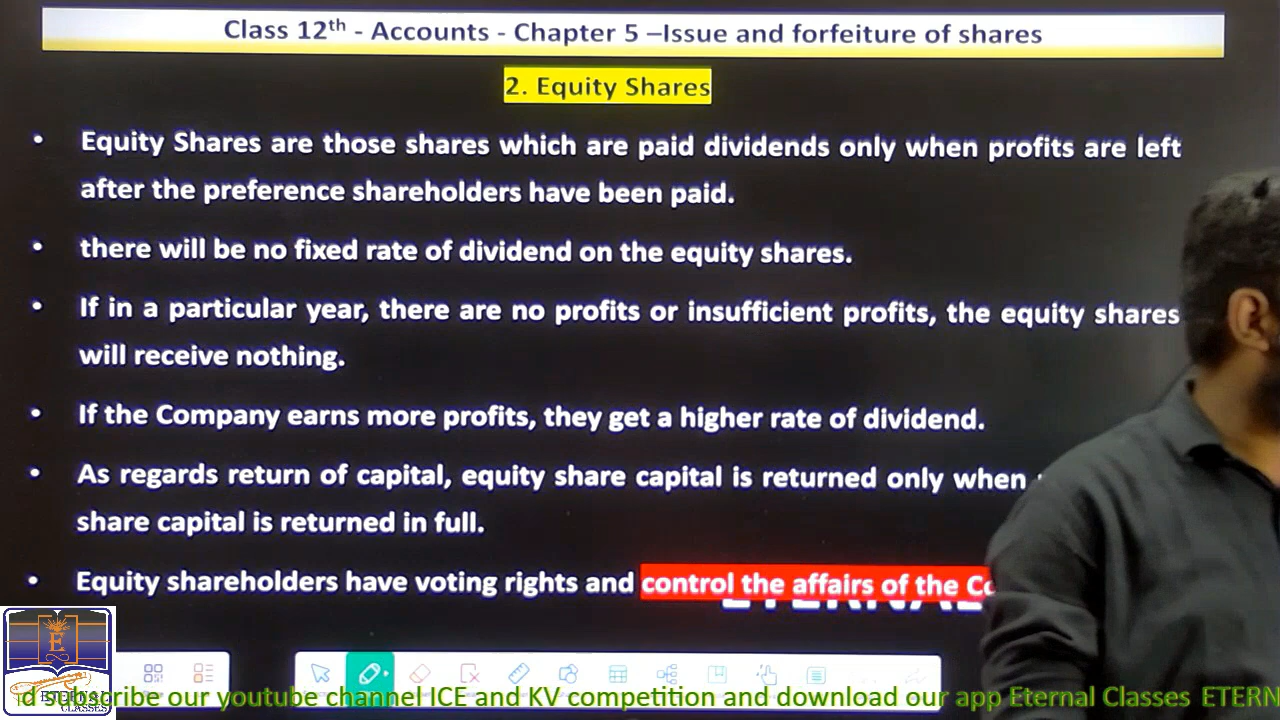 Class 12th - Accounts - Chapter 5 –Issue and forfeiture of shares
2. Equity Shares
• Equity Shares are those shares which are paid dividends only when profits are left
after the preference shareholders have been paid.
• there will be no fixed rate of dividend on the equity shares.
• If in a particular year, there are no profits or insufficient profits, the equity shares
will receive nothing.
• If the Company earns more profits, they get a higher rate of dividend.
• As regards return of capital, equity share capital is returned only when
share capital is returned in full.
• Equity shareholders have voting rights and control the affairs of the
E
ETERNAL
CLASSES
d subscribe our youtube channel ICE and KV competition and download our app Eternal Classes ETERN